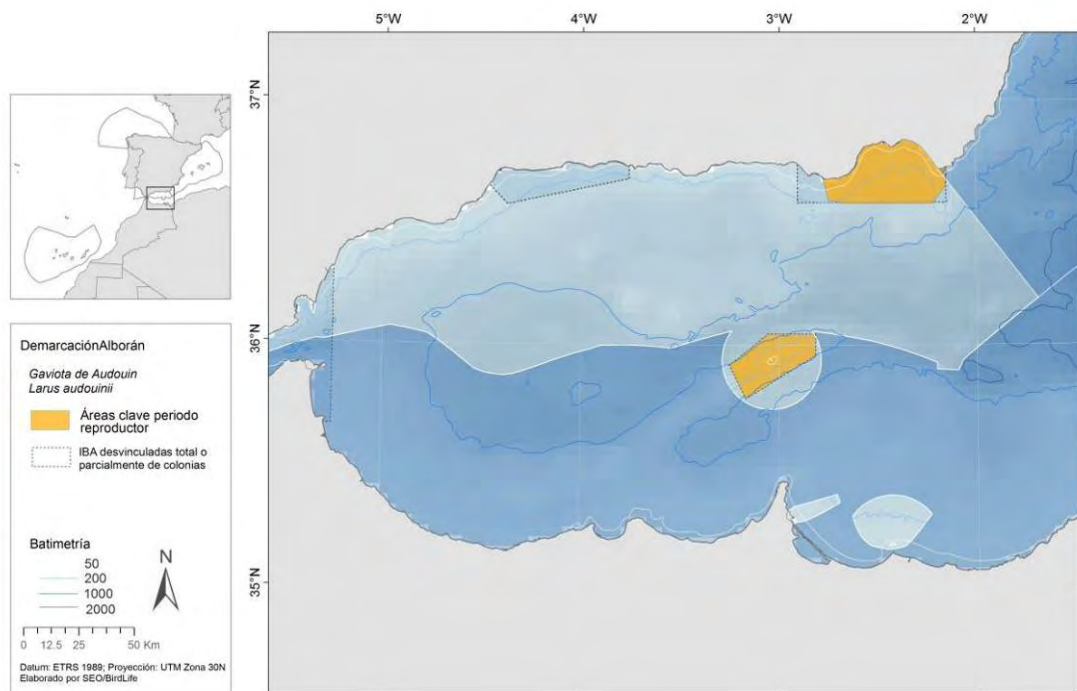 5°W
4°W
3°W
2°W
37°N
36°N
35°N
DemarcaciónAlborán
Gaviota de Audouin
Larus audouinii
Áreas clave periodo
reproductor
IBA desvinculadas total o
parcialmente de colonias
Batimetría
50
200
1000
2000
N
0 12.5 25 50 Km
Datum: ETRS 1989; Proyección: UTM Zona 30N
Elaborado por SEO/BirdLife